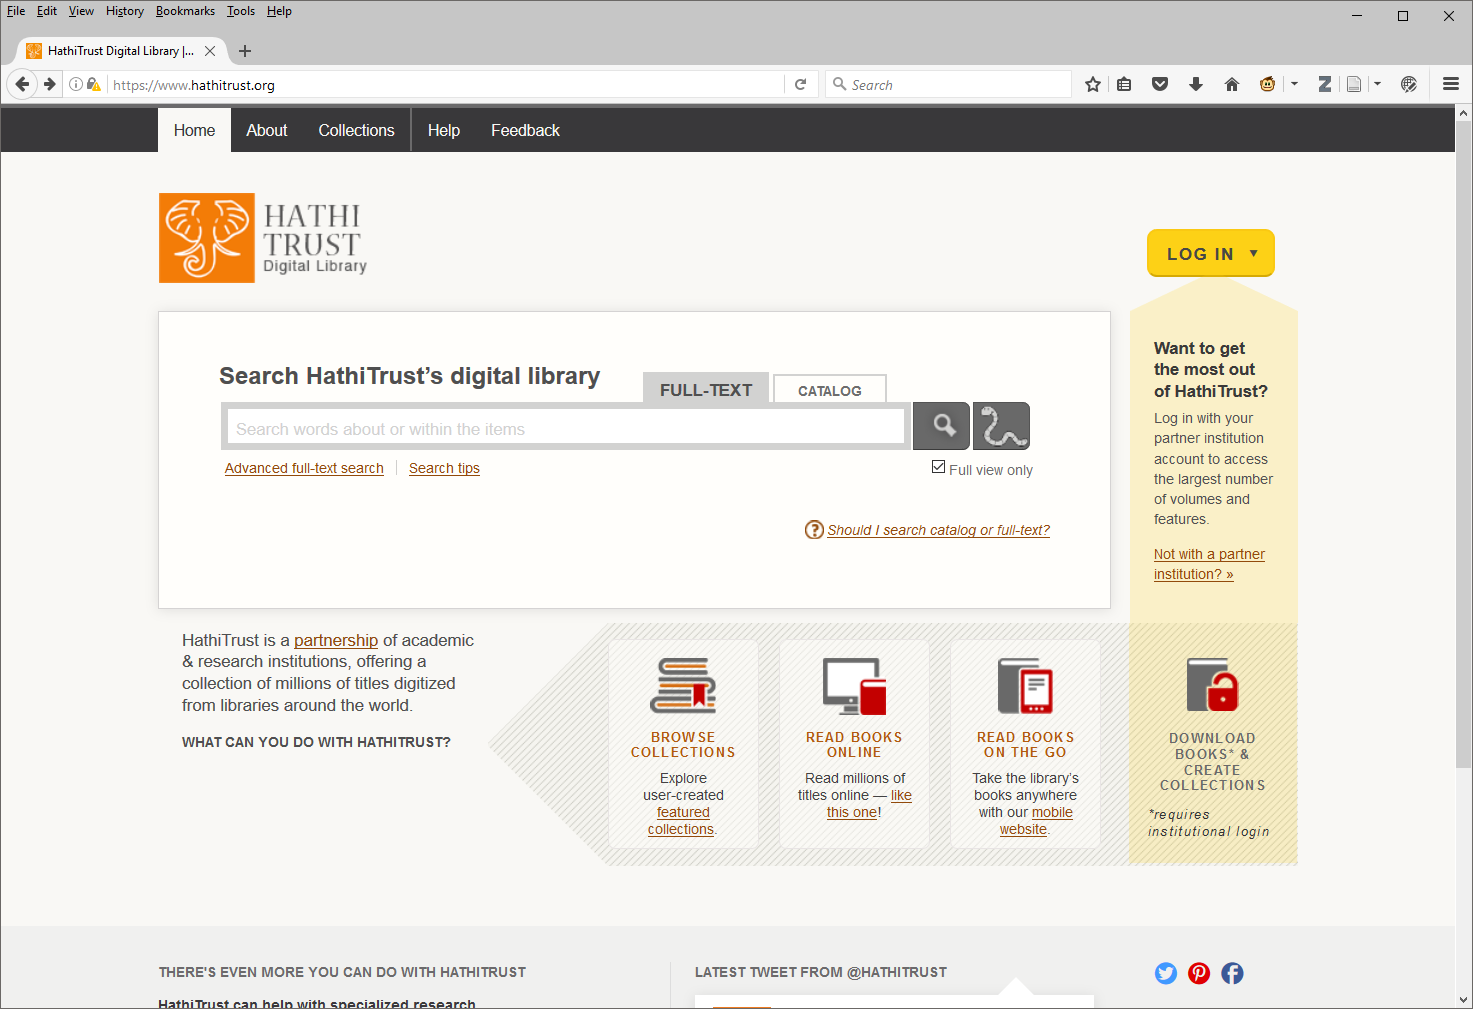 File Edit View History Bookmarks Tools Help
HathiTrust Digital Library |...
https://www.hathitrust.org
Search
Home About Collections Help Feedback
HATHI
TRUST
Digital Library
LOG IN
Search HathiTrust's digital library
FULL-TEXT
CATALOG
Search words about or within the items
Advanced full-text search
Search tips
Full view only
Should I search catalog or full-text?
Want to get
the most out
of HathiTrust?
Log in with your
partner institution
account to access
the largest number
of volumes and
features.
Not with a partner
institution? »
HathiTrust is a partnership of academic
& research institutions, offering a
collection of millions of titles digitized
from libraries around the world.
WHAT CAN YOU DO WITH HATHITRUST?
BROWSE
COLLECTIONS
Explore
user-created
featured
collections.
READ BOOKS
ONLINE
Read millions of
titles online — like
this one!
READ BOOKS
ON THE GO
Take the library's
books anywhere
with our mobile
website.
DOWNLOAD
BOOKS* &
CREATE
COLLECTIONS
*requires
institutional login
THERE'S EVEN MORE YOU CAN DO WITH HATHITRUST
HathiTrust can help with specialized research
LATEST TWEET FROM @HATHITRUST